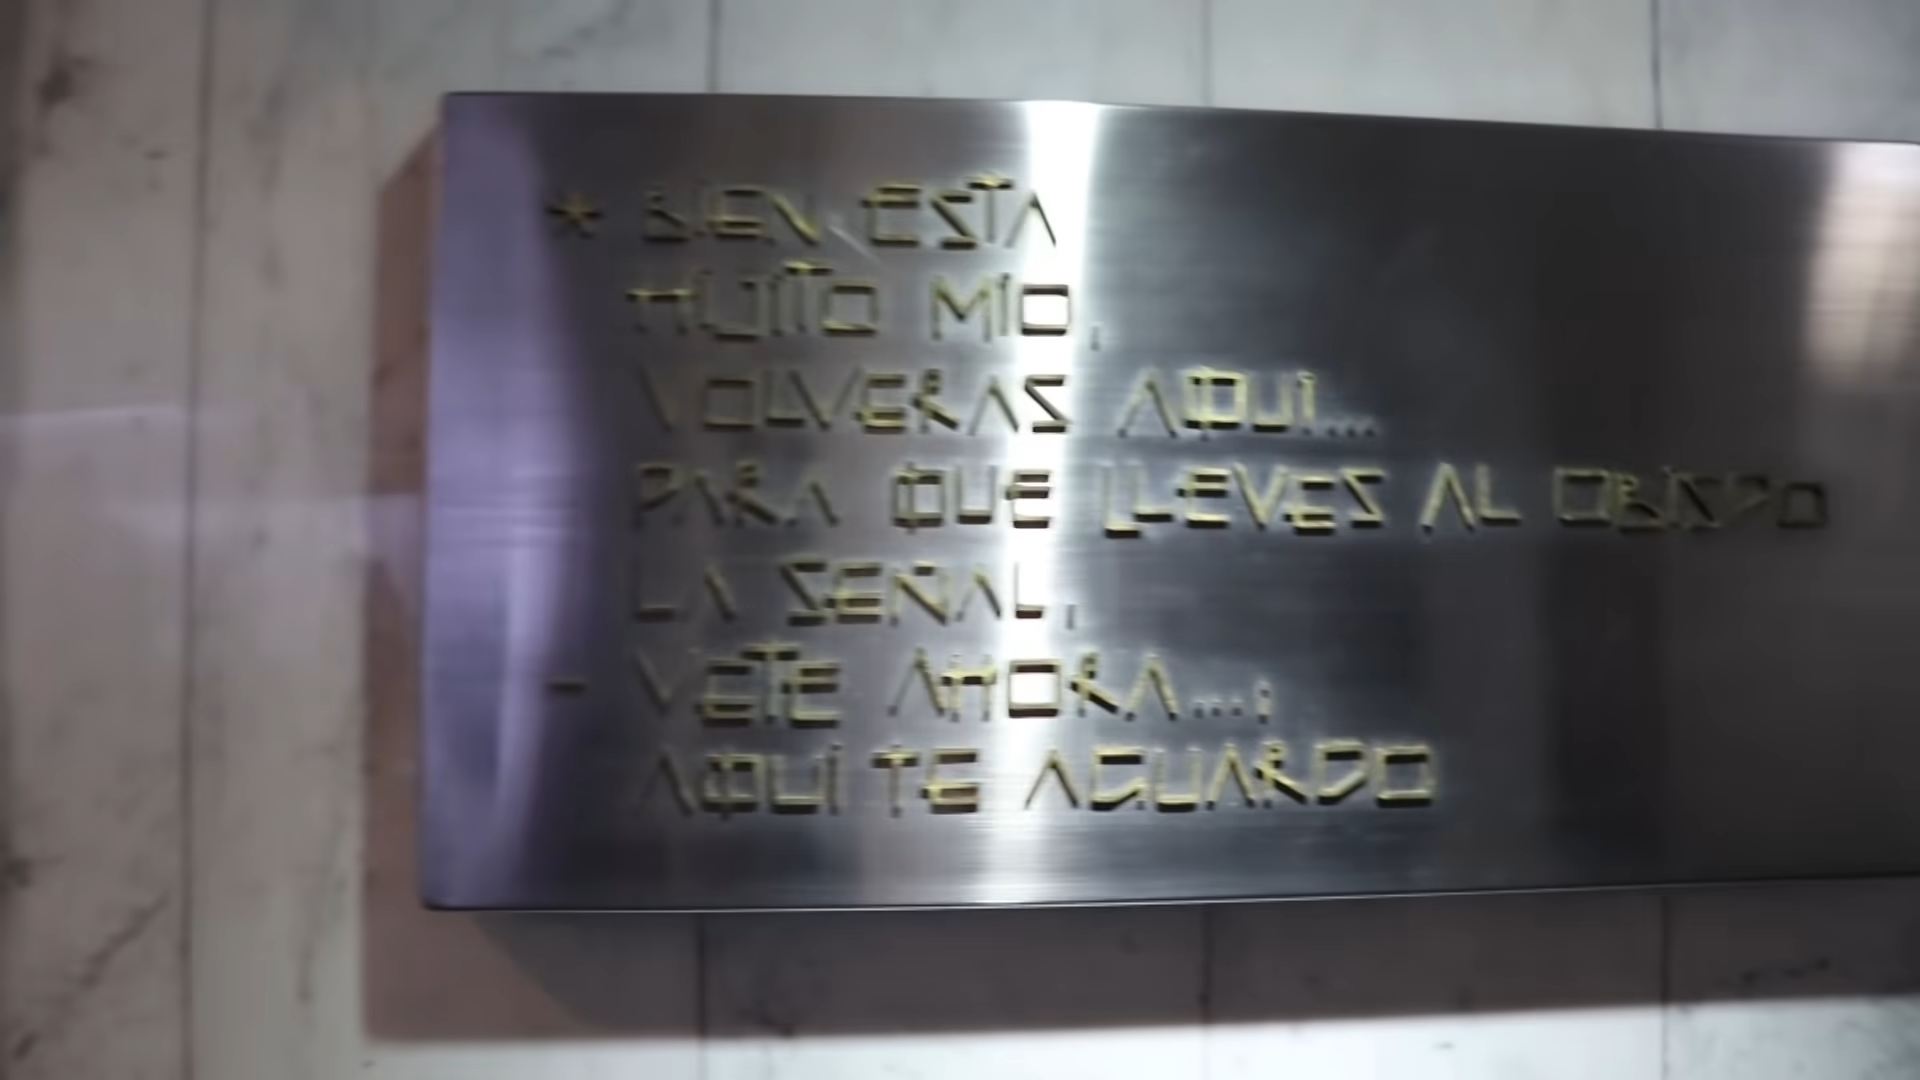 * BIEN ESTA
HIJITO MIO,
VOLVERAS AQUI...
PARA QUE LLEVES AL OBISPO
LA SEÑAL,
- VETE AHORA...;
AQUI TE AGUARDO